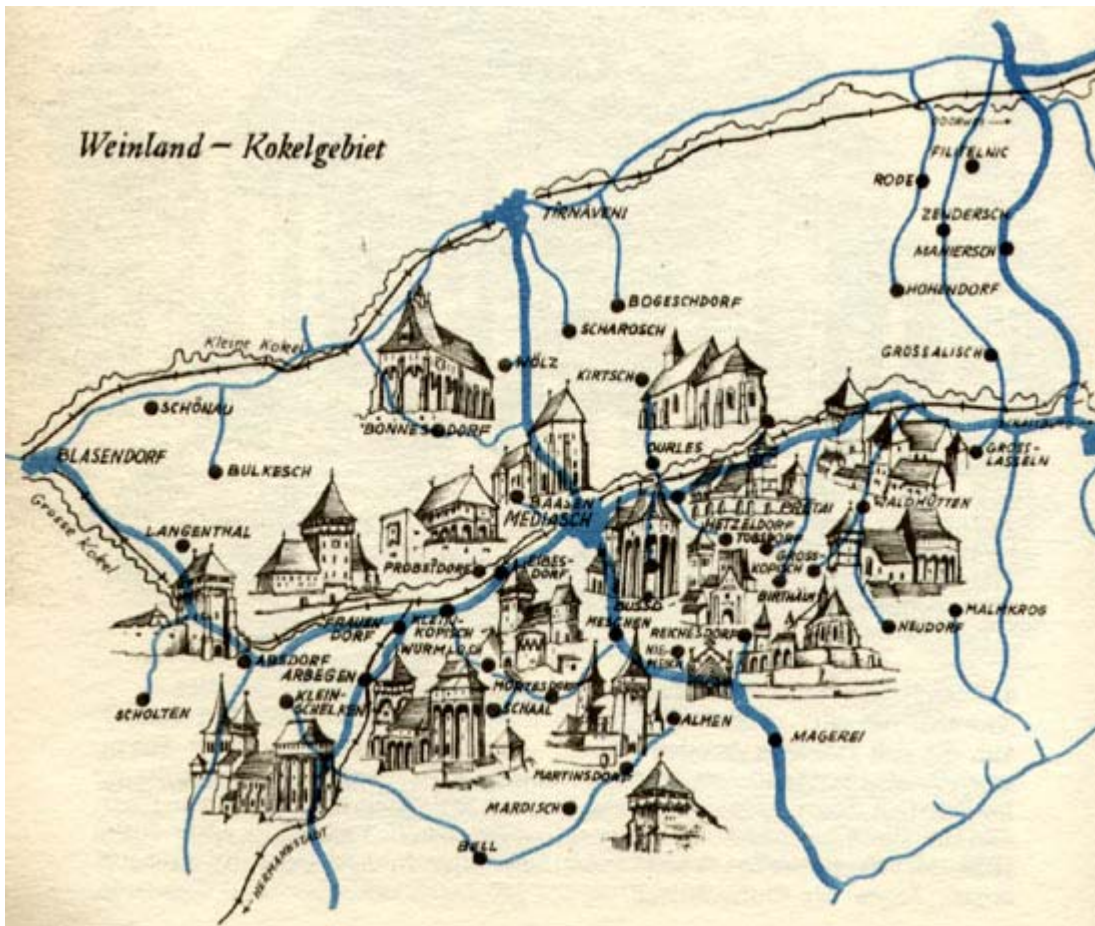 Weinland – Kokelgebiet
FILITELNIC
RODE
TÎRNĂVENI
ZENDERSCH
MANIERSCH
HOHENDORF
BOGESCHDORF
SCHAROSCH
Kleine Kokel
GROSSALISCH
WÖLZ
KIRTSCH
SCHÖNAU
BONNESDORF
BLASENDORF
BULKESCH
DURLES
GROSS-
LASSELN
BAASSEN
MEDIASCH
PRETAI
WALDHÜTTEN
Grosse Kokel
LANGENTHAL
HETZELDORF
TOBSDORF
PROBSTDORF
EIBES-
DORF
GROSS-
KOPISCH
BIRTHÄLM
FRAUEN
DORF
KLEIN-
KOPISCH
BUSSD
MALMKROG
MESCHEN
REICHESDORF
NEUDORF
WURMLOCH
ABSDORF
ARBEGEN
MORTESDORF
KLEIN-
SCHELKEN
SCHOLTEN
SCHAAL
ALMEN
MAGEREI
MARTINSDORF
MARDISCH
BELL
HERMANNSTADT